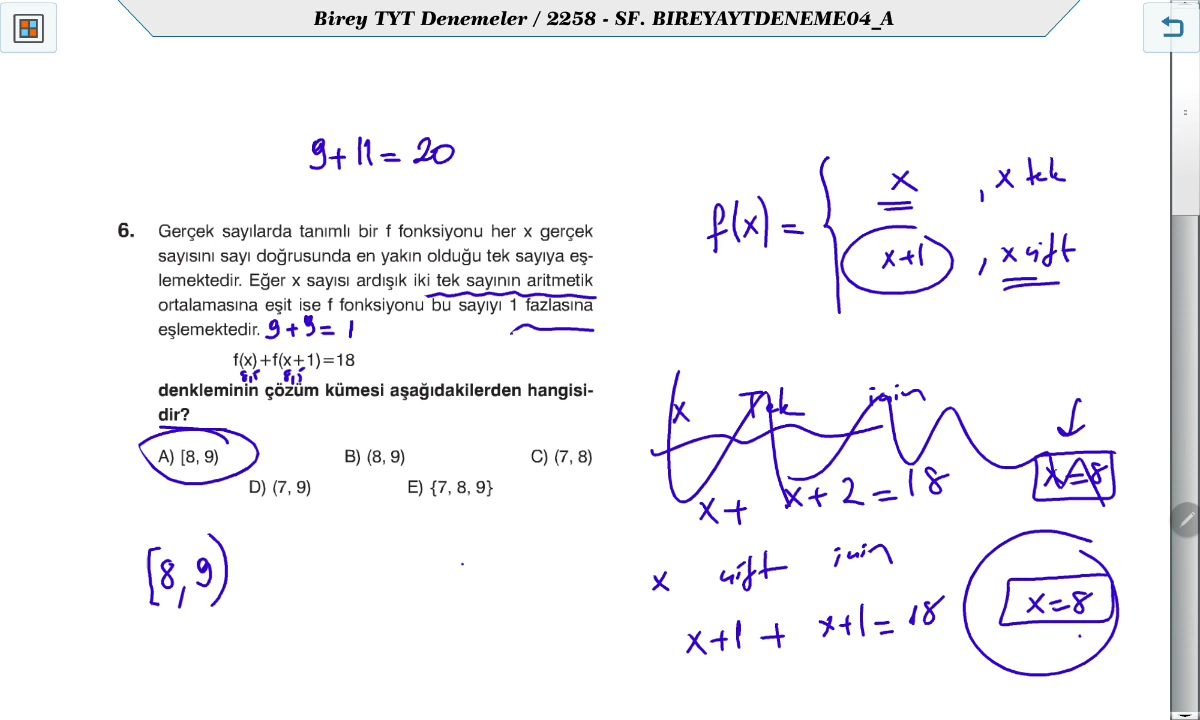 Birey TYT Denemeler / 2258 - SF. BIREYAYTDENEME04_A
9+11=20
6. Gerçek sayılarda tanımlı bir f fonksiyonu her x gerçek
sayısını sayı doğrusunda en yakın olduğu tek sayıya eş-
lemektedir. Eğer x sayısı ardışık iki tek sayının aritmetik
ortalamasına eşit ise f fonksiyonu bu sayıyı 1 fazlasına
eşlemektedir. 9+9=1
f(x)+f(x+1)=18
8,5 8,5
denkleminin çözüm kümesi aşağıdakilerden hangisi-
dir?
A) [8, 9) B) (8, 9) C) (7, 8)
D) (7, 9) E) {7, 8, 9}
[8,9)
f(x)= { x , x tek
x+1 , x çift
x Tek için
x+ x+2=18 x=8
x çift için
x+1 + x+1=18 x=8